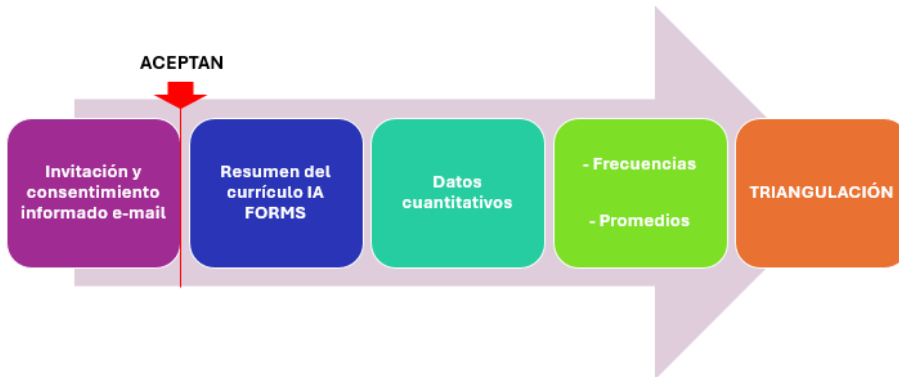 ACEPTAN
Invitación y
consentimiento
informado e-mail
Resumen del
currículo IA
FORMS
Datos
cuantitativos
- Frecuencias
- Promedios
TRIANGULACIÓN